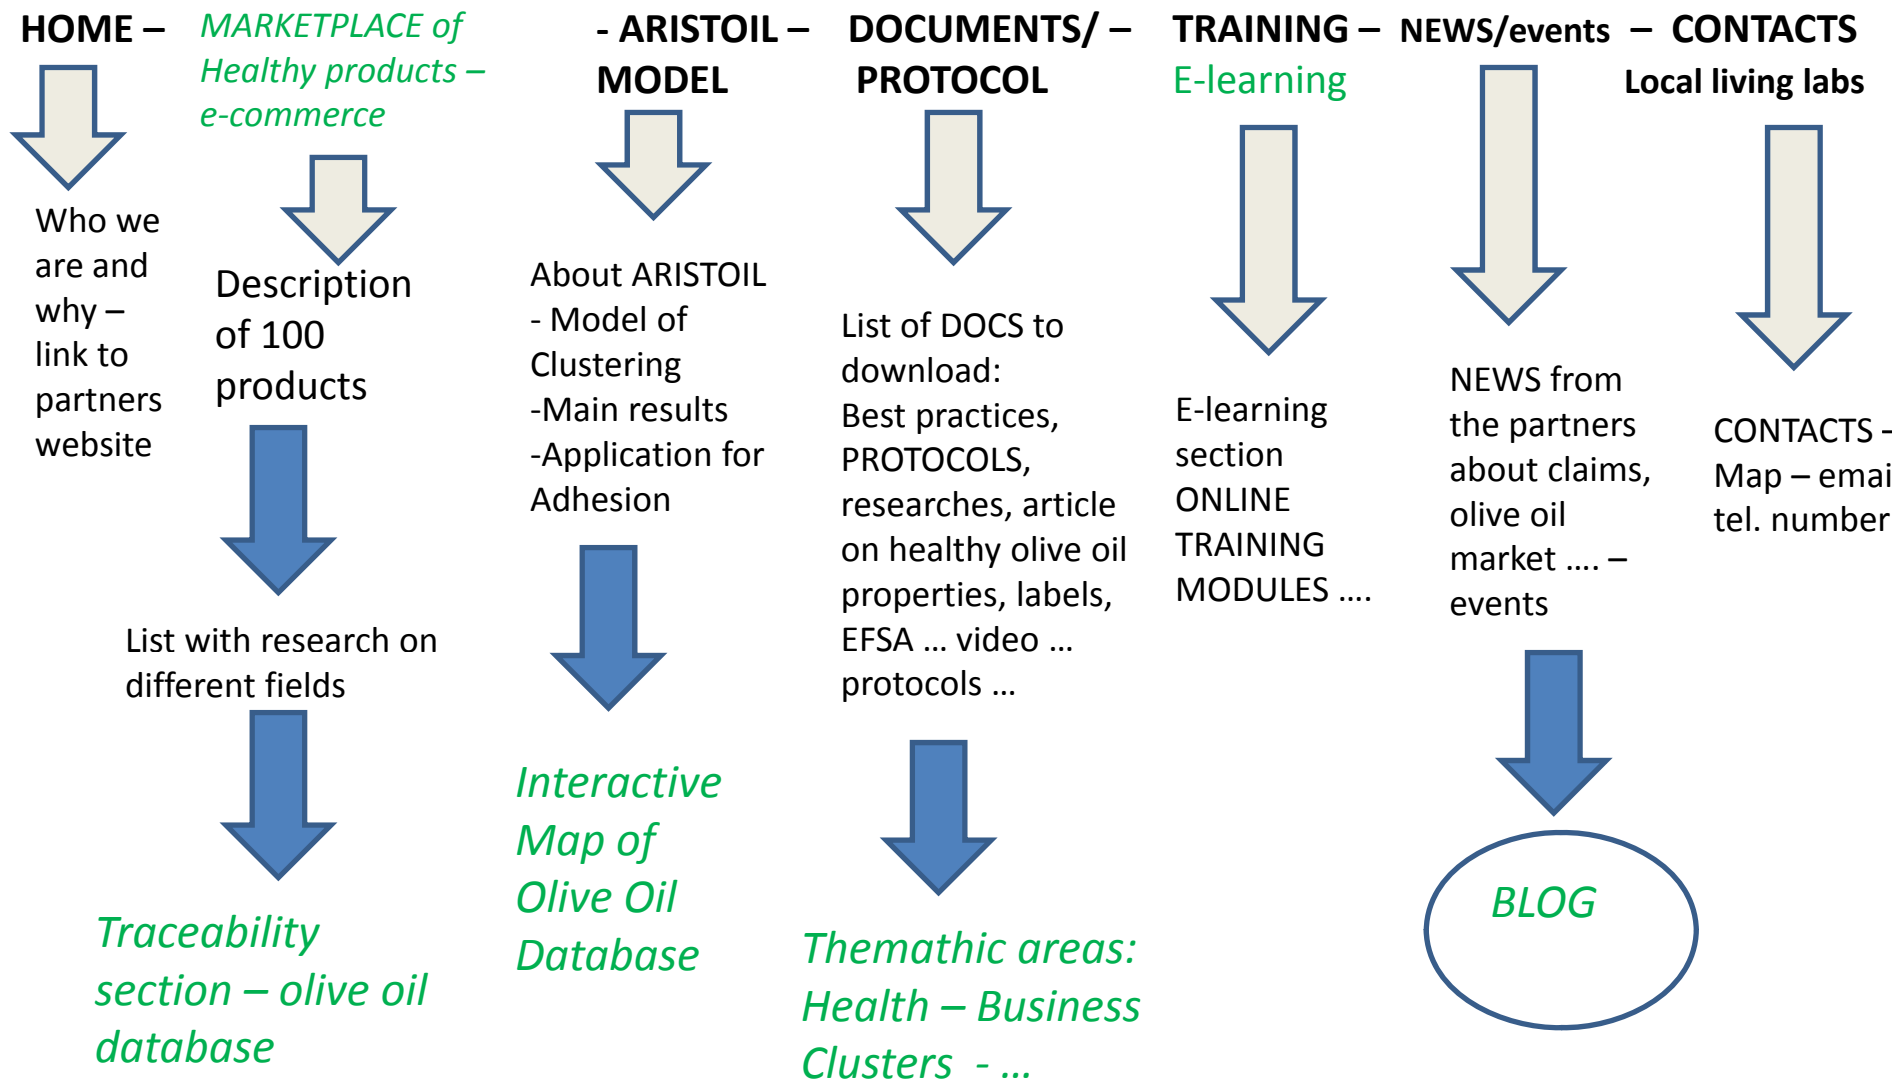 HOME –
MARKETPLACE of
Healthy products –
e-commerce
- ARISTOIL –
MODEL
DOCUMENTS/ –
PROTOCOL
TRAINING –
E-learning
NEWS/events –
CONTACTS
Local living labs
Who we
are and
why –
link to
partners
website
Description
of 100
products
List with research on
different fields
Traceability
section – olive oil
database
About ARISTOIL
- Model of
Clustering
-Main results
-Application for
Adhesion
Interactive
Map of
Olive Oil
Database
List of DOCS to
download:
Best practices,
PROTOCOLS,
researches, article
on healthy olive oil
properties, labels,
EFSA … video …
protocols …
Themathic areas:
Health – Business
Clusters - …
E-learning
section
ONLINE
TRAINING
MODULES ….
NEWS from
the partners
about claims,
olive oil
market …. –
events
BLOG
CONTACTS –
Map – emai
tel. number